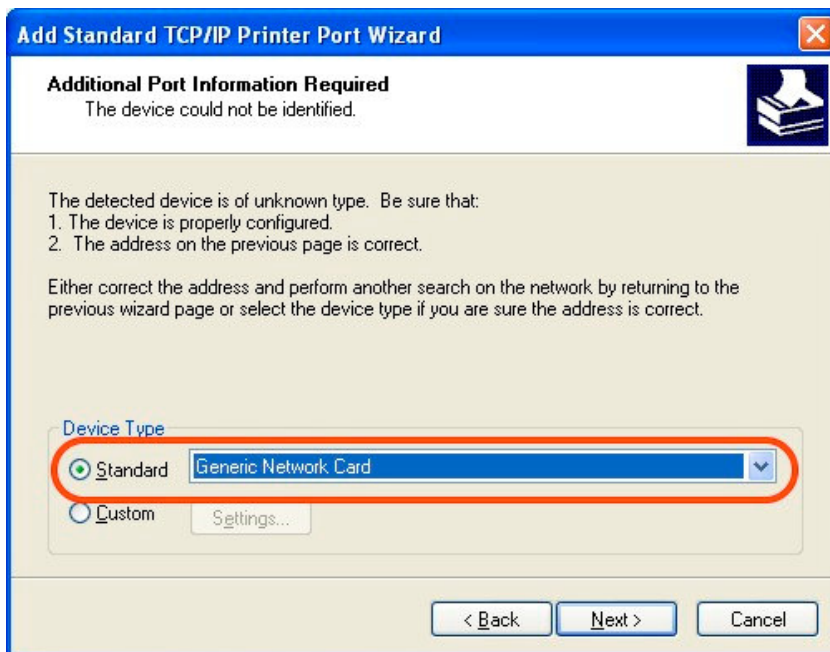 Add Standard TCP/IP Printer Port Wizard
Additional Port Information Required
The device could not be identified.
The detected device is of unknown type.  Be sure that:
1. The device is properly configured.
2.  The address on the previous page is correct.
Either correct the address and perform another search on the network by returning to the
previous wizard page or select the device type if you are sure the address is correct.
Device Type
Standard
Generic Network Card
Custom
Settings...
< Back
Next >
Cancel